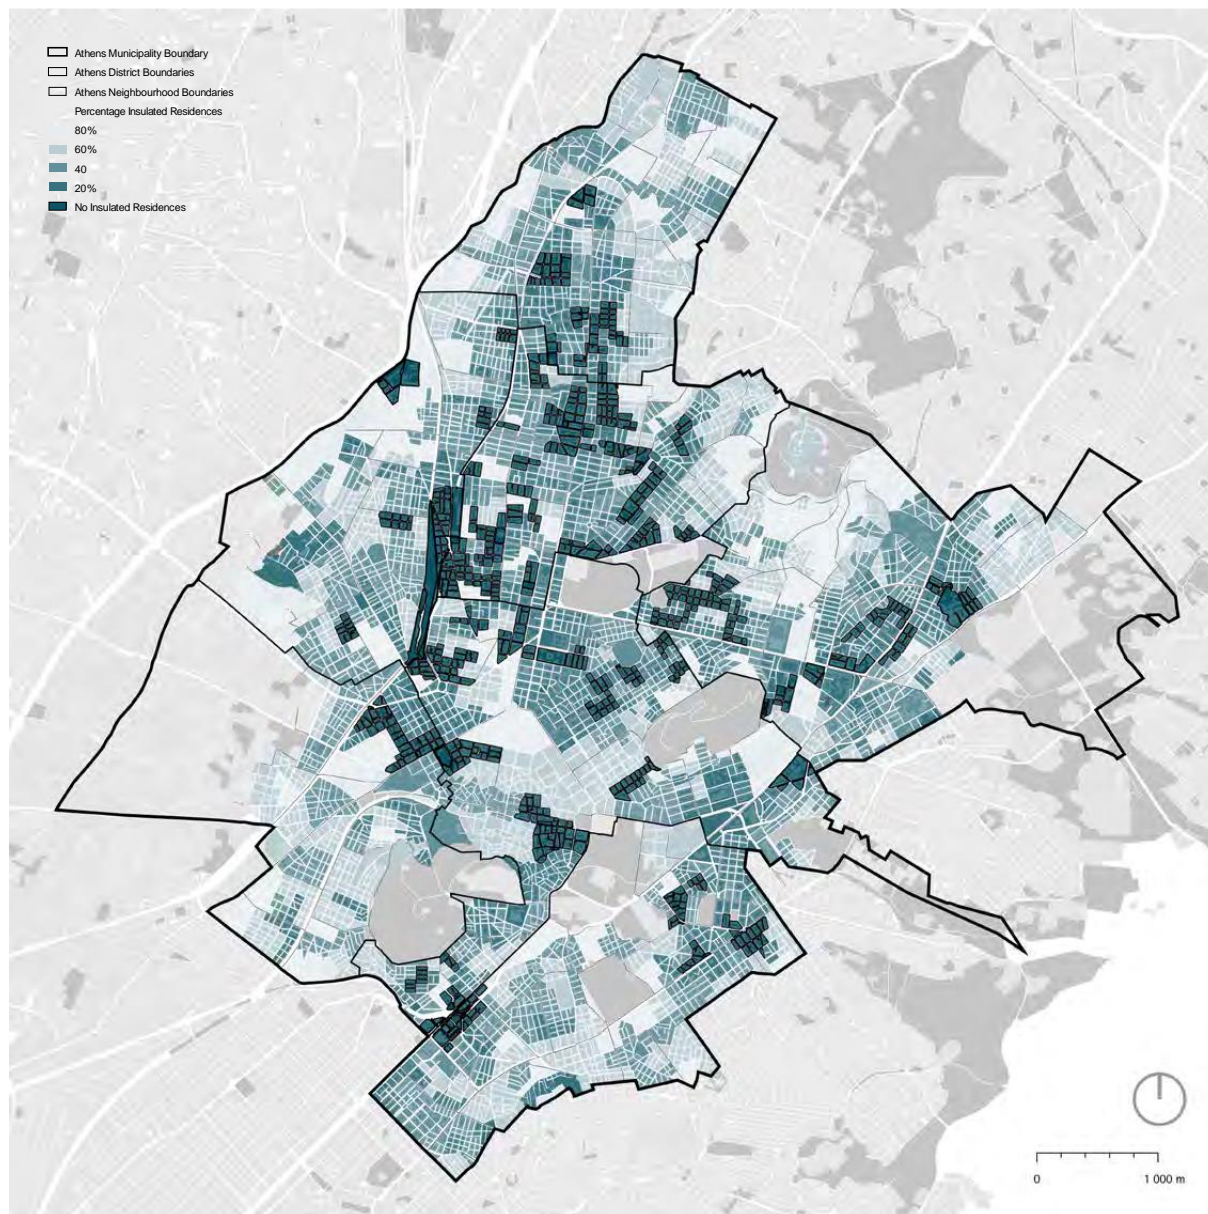 Athens Municipality Boundary
Athens District Boundaries
Athens Neighbourhood Boundaries
Percentage Insulated Residences
80%
60%
40
20%
No Insulated Residences
0 1 000 m